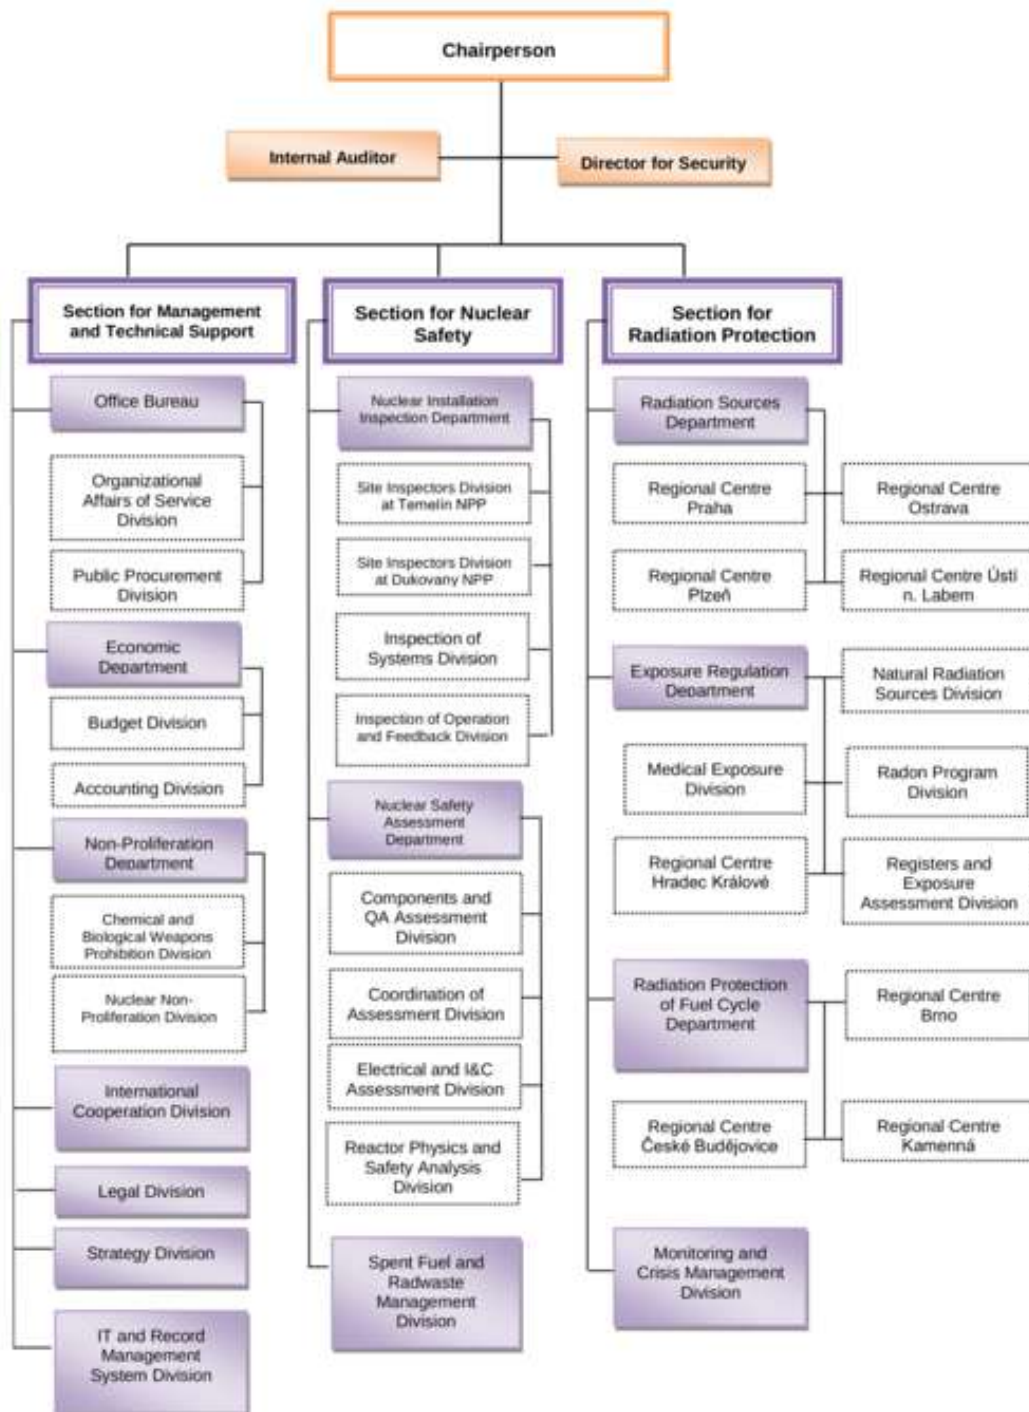 Chairperson
Internal Auditor
Director for Security
Section for Management
and Technical Support
Office Bureau
Organizational
Affairs of Service
Division
Public Procurement
Division
Economic
Department
Budget Division
Accounting Division
Non-Proliferation
Department
Chemical and
Biological Weapons
Prohibition Division
Nuclear Non-
Proliferation Division
International
Cooperation Division
Legal Division
Strategy Division
IT and Record
Management
System Division
Section for Nuclear
Safety
Nuclear Installation
Inspection Department
Site Inspectors Division
at Temelín NPP
Site Inspectors Division
at Dukovany NPP
Inspection of
Systems Division
Inspection of Operation
and Feedback Division
Nuclear Safety
Assessment
Department
Components and
QA Assessment
Division
Coordination of
Assessment Division
Electrical and I&C
Assessment Division
Reactor Physics and
Safety Analysis
Division
Spent Fuel and
Radwaste
Management
Division
Section for
Radiation Protection
Radiation Sources
Department
Regional Centre
Praha
Regional Centre
Ostrava
Regional Centre
Plzeň
Regional Centre Ústí
n. Labem
Exposure Regulation
Department
Natural Radiation
Sources Division
Medical Exposure
Division
Radon Program
Division
Regional Centre
Hradec Králové
Registers and
Exposure
Assessment Division
Radiation Protection
of Fuel Cycle
Department
Regional Centre
Brno
Regional Centre
České Budějovice
Regional Centre
Kamenná
Monitoring and
Crisis Management
Division